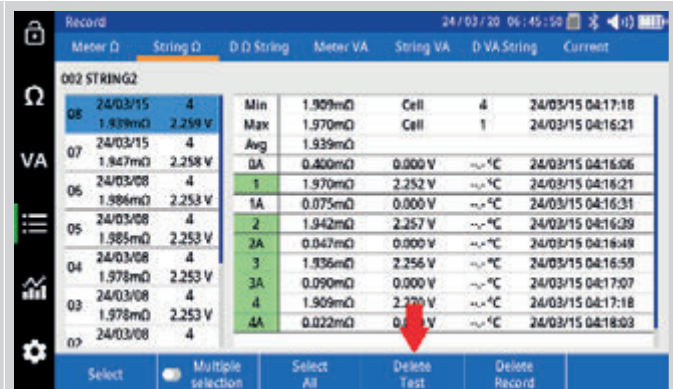 Record 24/03/20 06:45:50
Meter Ω String Ω D Ω String Meter VA String VA D VA String Current
002 STRING2
Ω
VA
08 24/03/15 4
1.939mΩ 2.259 V
07 24/03/15 4
1.947mΩ 2.258 V
06 24/03/08 4
1.986mΩ 2.253 V
05 24/03/08 4
1.985mΩ 2.253 V
04 24/03/08 4
1.978mΩ 2.253 V
03 24/03/08 4
1.978mΩ 2.253 V
02 24/03/08 4
Min 1.909mΩ Cell 4 24/03/15 04:17:18
Max 1.970mΩ Cell 1 24/03/15 04:16:21
Avg 1.939mΩ
0A 0.400mΩ 0.000 V --.- °C 24/03/15 04:16:06
1 1.970mΩ 2.252 V --.- °C 24/03/15 04:16:21
1A 0.075mΩ 0.000 V --.- °C 24/03/15 04:16:31
2 1.942mΩ 2.257 V --.- °C 24/03/15 04:16:39
2A 0.047mΩ 0.000 V --.- °C 24/03/15 04:16:49
3 1.936mΩ 2.256 V --.- °C 24/03/15 04:16:59
3A 0.090mΩ 0.000 V --.- °C 24/03/15 04:17:07
4 1.909mΩ V --.- °C 24/03/15 04:17:18
4A 0.022mΩ V --.- °C 24/03/15 04:18:03
Select Multiple selection Select All Delete Test Delete Record